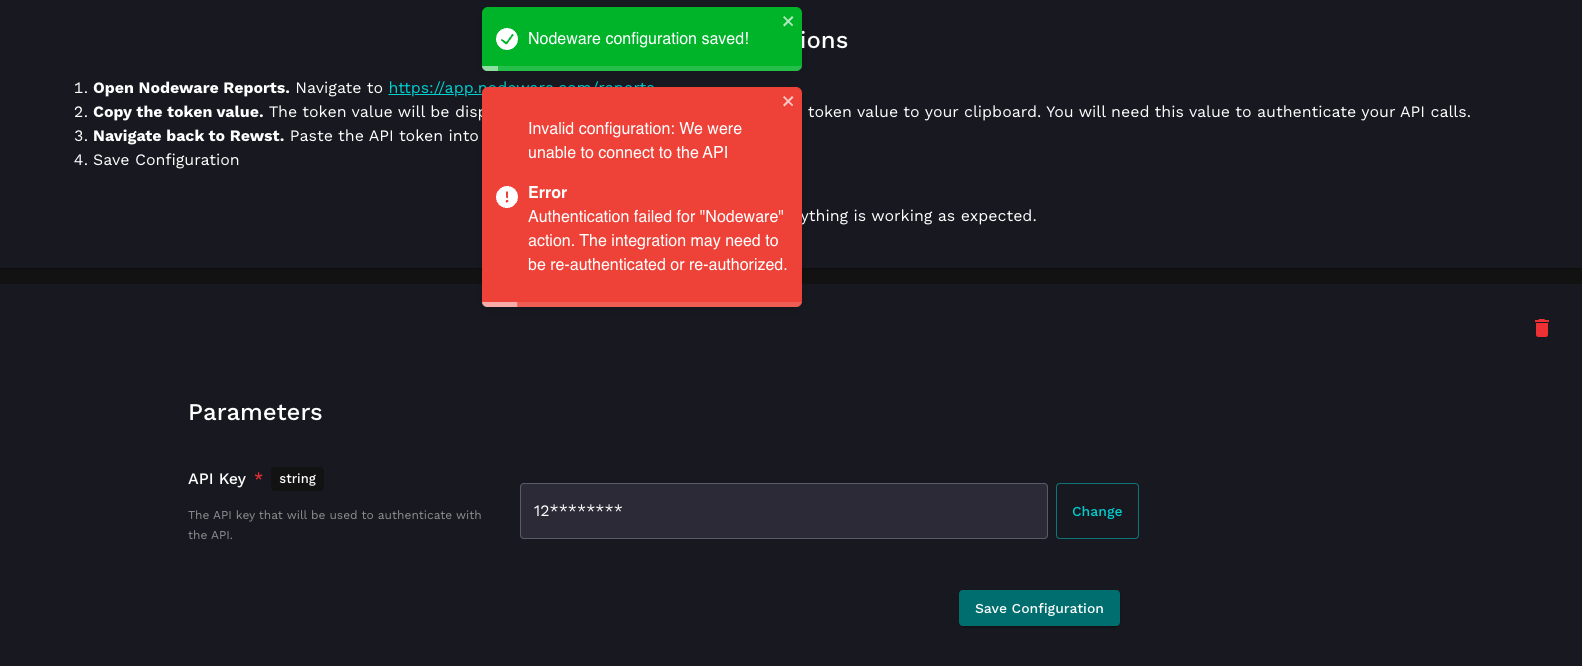 Nodeware configuration saved!
ions
1. Open Nodeware Reports. Navigate to https://app.nodeware.com/reports
2. Copy the token value. The token value will be disp token value to your clipboard. You will need this value to authenticate your API calls.
3. Navigate back to Rewst. Paste the API token into
4. Save Configuration
Invalid configuration: We were
unable to connect to the API
Error
Authentication failed for "Nodeware"
action. The integration may need to
be re-authenticated or re-authorized.
ything is working as expected.
Parameters
API Key * string
The API key that will be used to authenticate with
the API.
12********
Change
Save Configuration